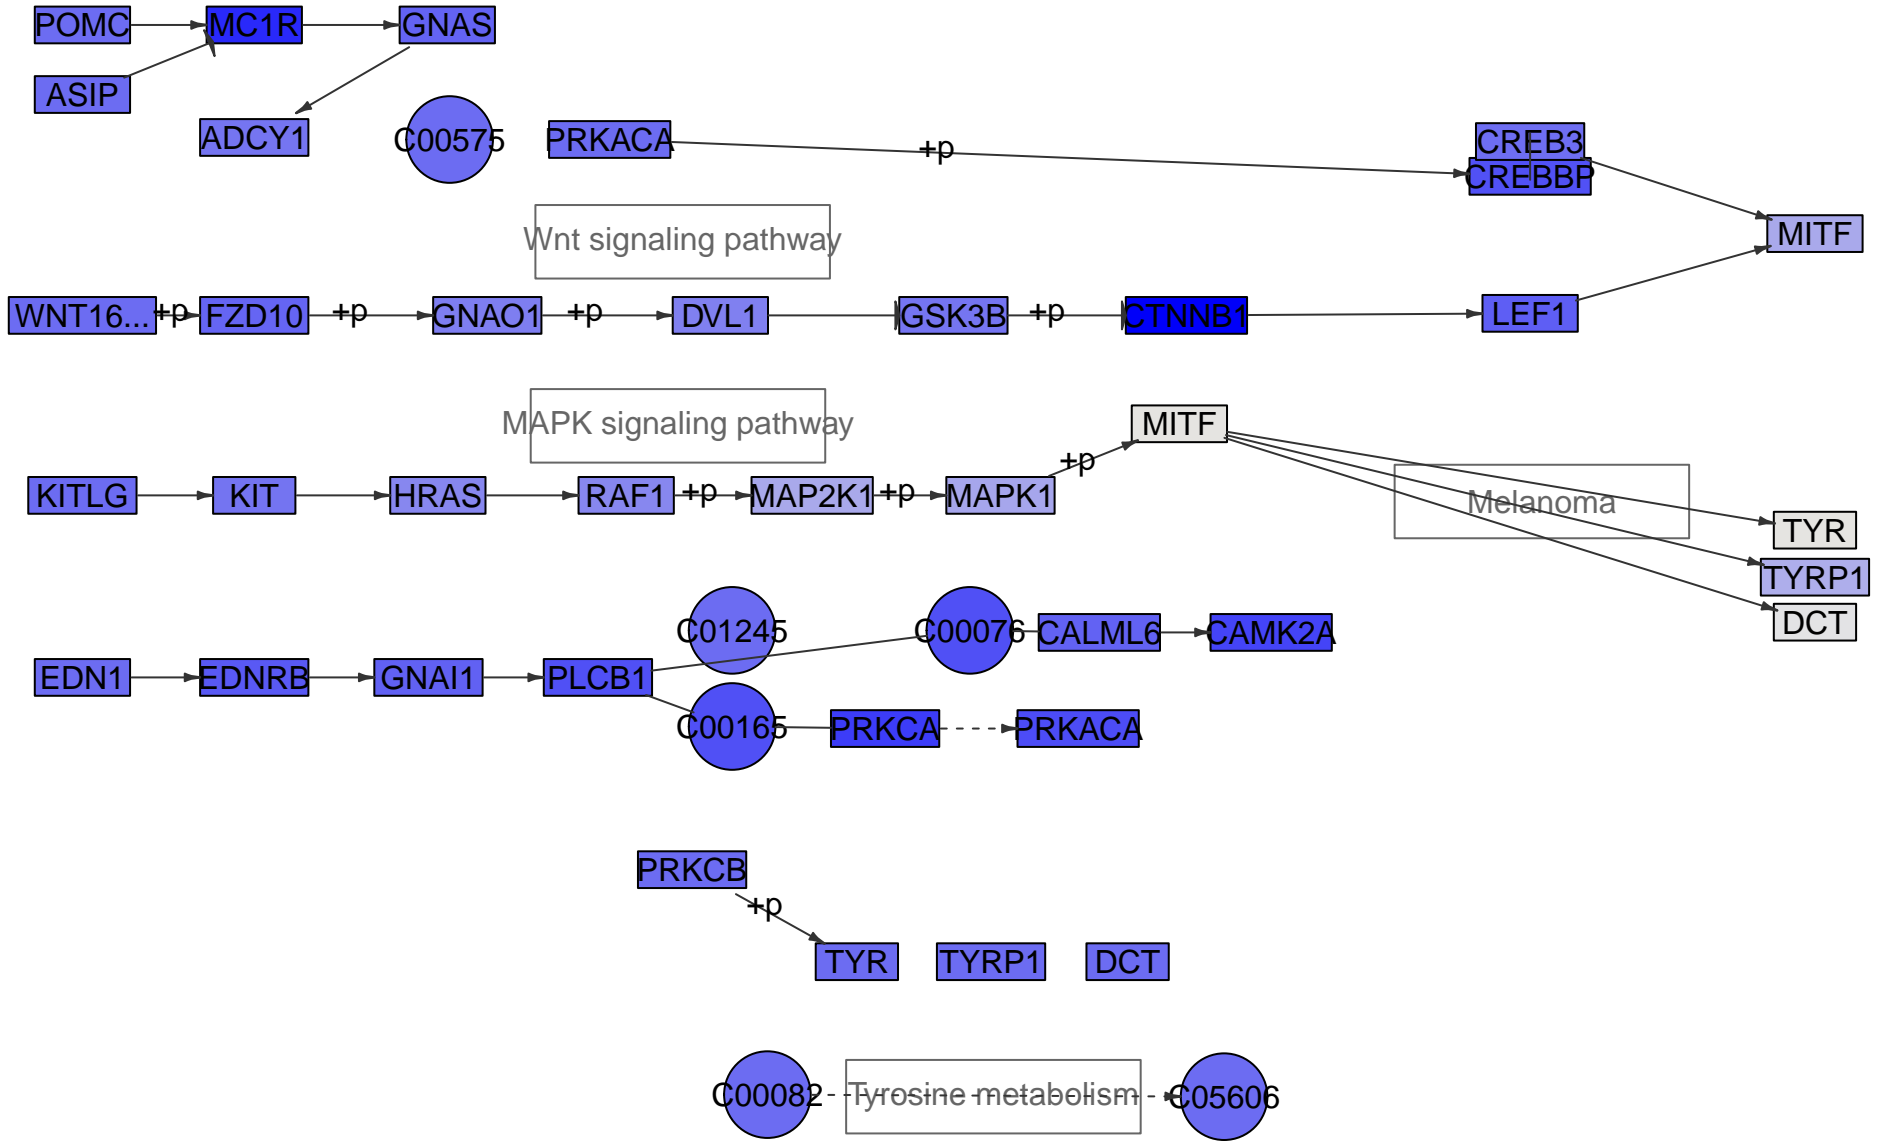 POMC
MC1R
GNAS
ASIP
ADCY1
C00575
PRKACA
+p
CREB3
CREBBP
MITF
Wnt signaling pathway
WNT16...
+p
FZD10
+p
GNAO1
+p
DVL1
GSK3B
+p
CTNNB1
LEF1
MAPK signaling pathway
MITF
+p
KITLG
KIT
HRAS
RAF1
+p
MAP2K1
+p
MAPK1
Melanoma
TYR
TYRP1
DCT
C01245
C00076
CALML6
CAMK2A
EDN1
EDNRB
GNAI1
PLCB1
C00165
PRKCA
PRKACA
PRKCB
+p
TYR
TYRP1
DCT
C00082
Tyrosine metabolism
C05606